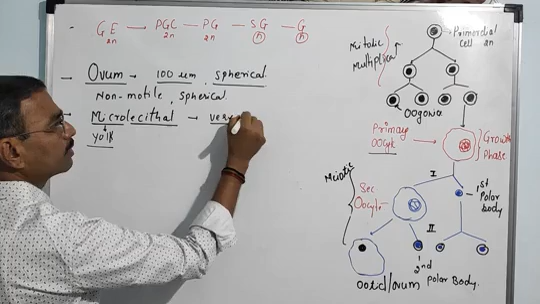 - GE — PGC — PG — SG — G
2n 2n 2n n n
→ Ovum - 100 um, Spherical
Non-motile, Spherical
→ Microlecithal → very
yolk
Mitotic
Multiplica
Primordial
Cell 2n
Oogonia
Primary
Oocyte
Growth
Phase
Meiotic
I
Sec
Oocyte
1st
Polar
body
II
2nd
Polar Body.
Ootid/ovum